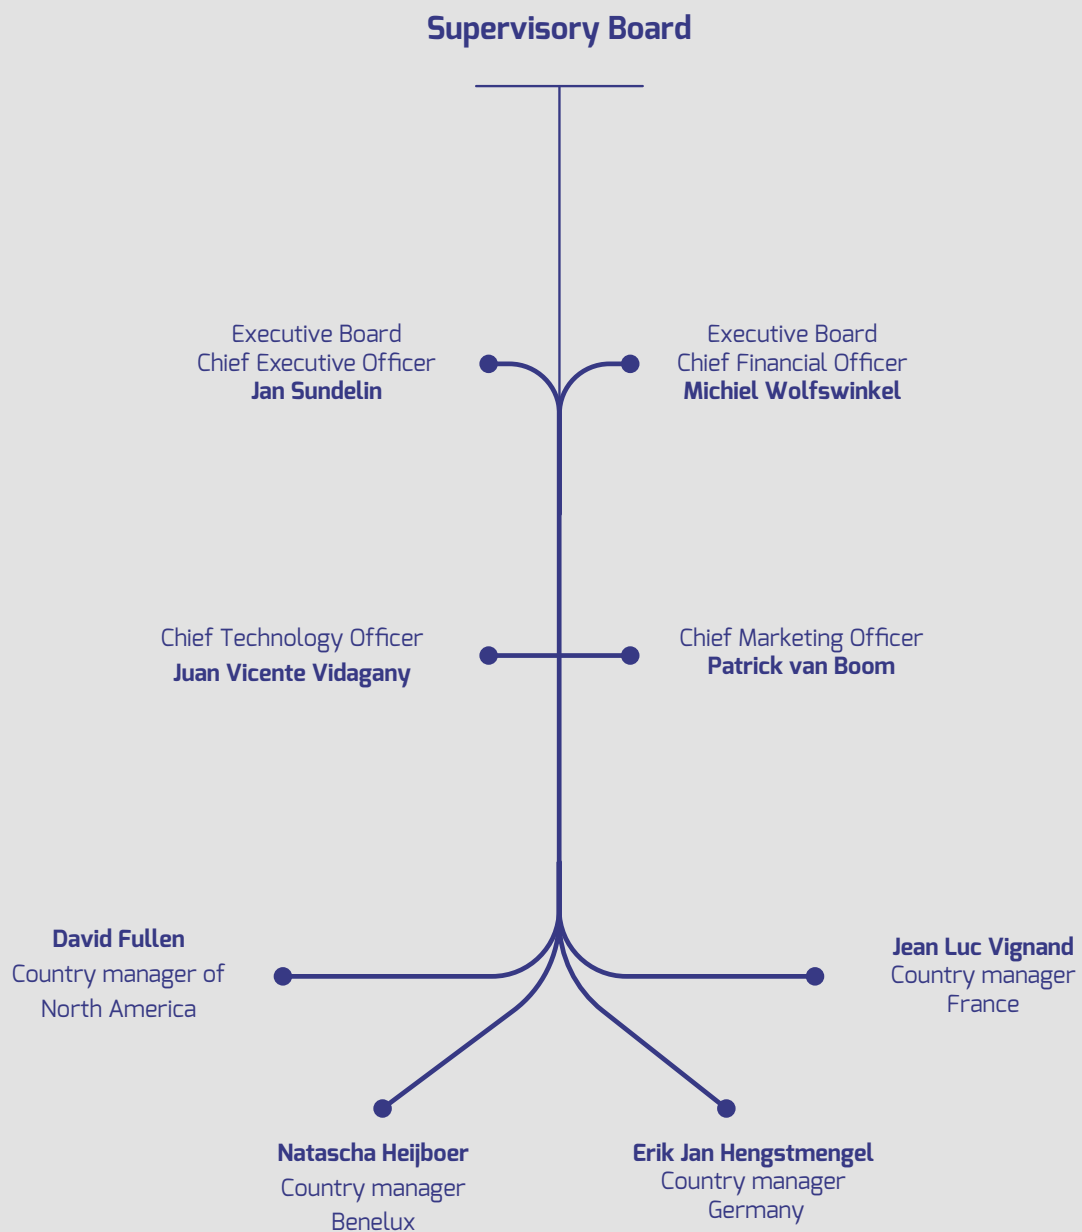 Supervisory Board
Executive Board
Chief Executive Officer
Jan Sundelin
Executive Board
Chief Financial Officer
Michiel Wolfswinkel
Chief Technology Officer
Juan Vicente Vidagany
Chief Marketing Officer
Patrick van Boom
David Fullen
Country manager of
North America
Jean Luc Vignand
Country manager
France
Natascha Heijboer
Country manager
Benelux
Erik Jan Hengstmengel
Country manager
Germany